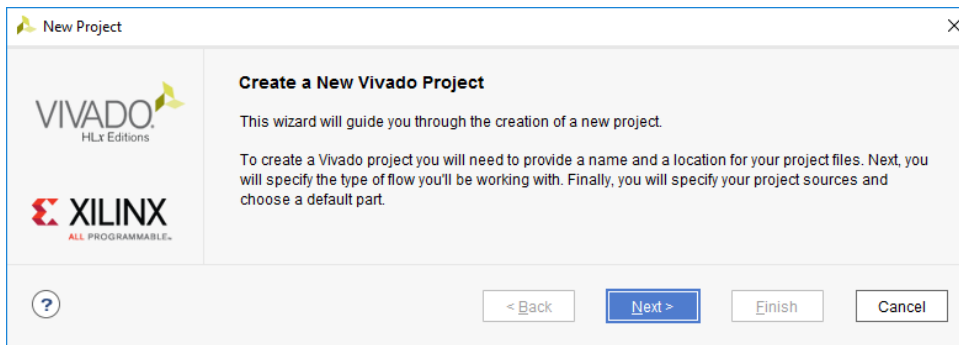 New Project
VIVADO.
HLx Editions
XILINX
ALL PROGRAMMABLE™
Create a New Vivado Project
This wizard will guide you through the creation of a new project.
To create a Vivado project you will need to provide a name and a location for your project files. Next, you
will specify the type of flow you'll be working with. Finally, you will specify your project sources and
choose a default part.
?
< Back
Next >
Finish
Cancel